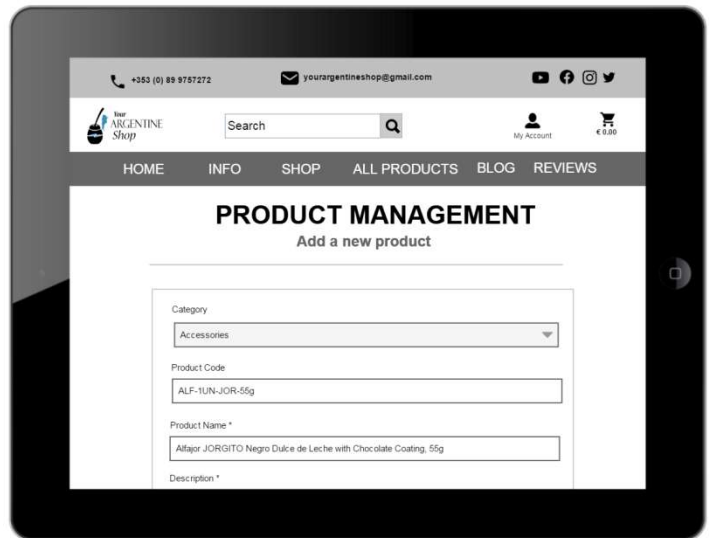 +353 (0) 89 9757272
yourargentineshop@gmail.com
Your
ARGENTINE
Shop
Search
My Account
€ 0.00
HOME INFO SHOP ALL PRODUCTS BLOG REVIEWS
PRODUCT MANAGEMENT
Add a new product
Category
Accessories
Product Code
ALF-1UN-JOR-55g
Product Name *
Alfajor JORGITO Negro Dulce de Leche with Chocolate Coating, 55g
Description *